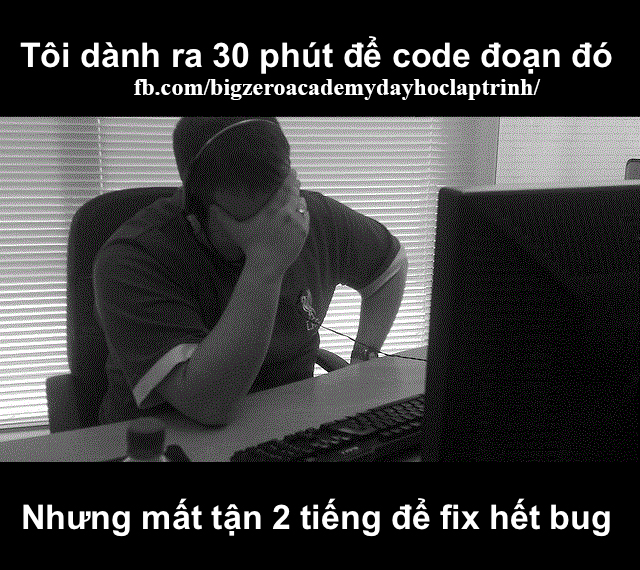 Tôi dành ra 30 phút để code đoạn đó
fb.com/bigzeroacademydayhoclaptrinh/
Nhưng mất tận 2 tiếng để fix hết bug